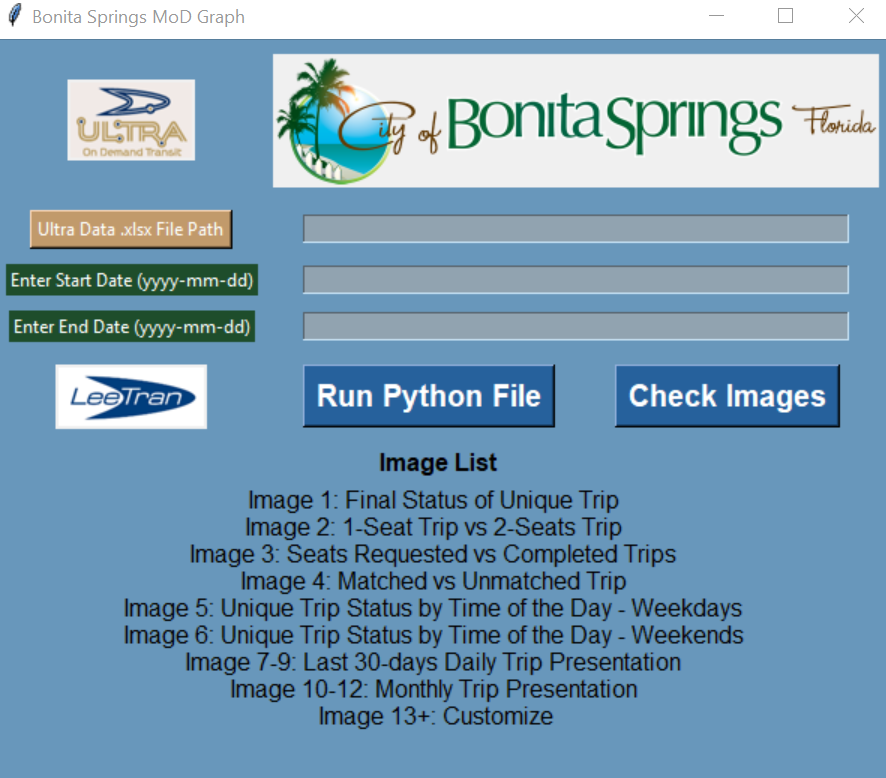 Bonita Springs MoD Graph
ULTRA
On Demand Transit
City of Bonita Springs Florida
Ultra Data .xlsx File Path
Enter Start Date (yyyy-mm-dd)
Enter End Date (yyyy-mm-dd)
LeeTran
Run Python File
Check Images
Image List
Image 1: Final Status of Unique Trip
Image 2: 1-Seat Trip vs 2-Seats Trip
Image 3: Seats Requested vs Completed Trips
Image 4: Matched vs Unmatched Trip
Image 5: Unique Trip Status by Time of the Day - Weekdays
Image 6: Unique Trip Status by Time of the Day - Weekends
Image 7-9: Last 30-days Daily Trip Presentation
Image 10-12: Monthly Trip Presentation
Image 13+: Customize